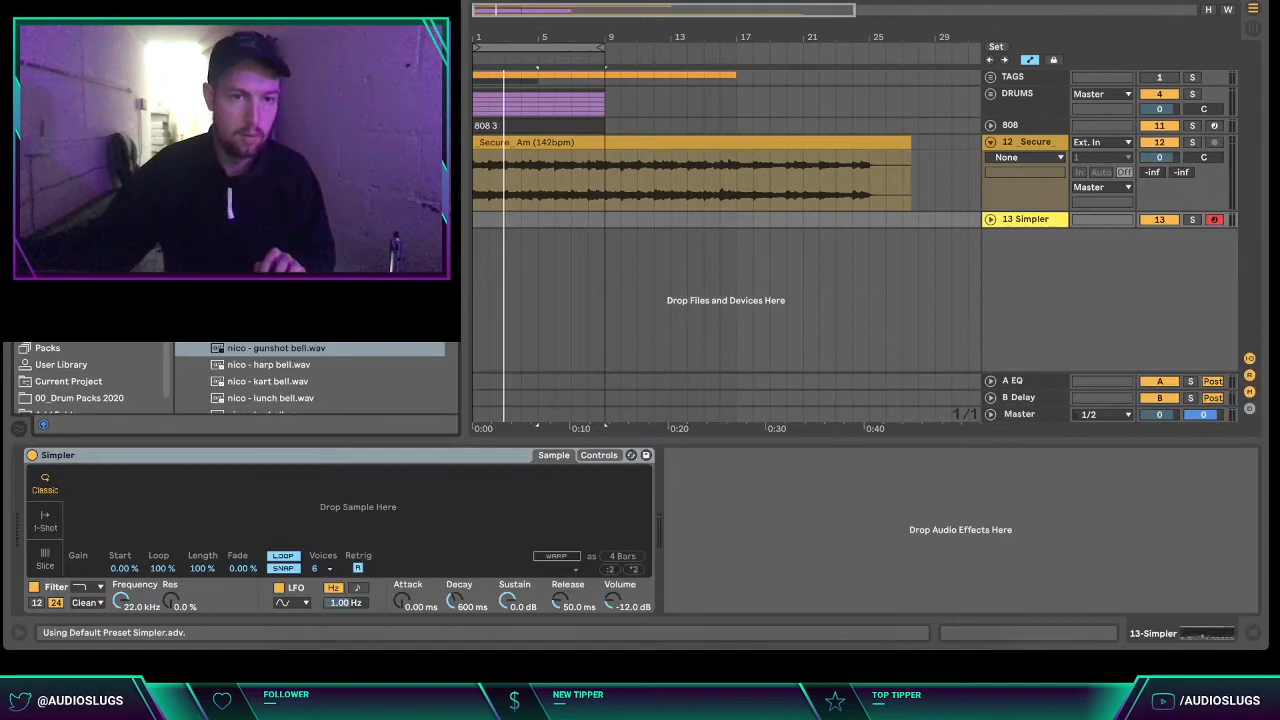 H W
1 5 9 13 17 21 25 29
Set
TAGS 1 S
DRUMS Master 4 S
0 C
808 3
808 11
Secure_ Am (142bpm)
12 _Secure_ Ext. In 12 S
None 1 0 C
In Auto Off -inf -inf
Master
13 Simpler 13 S
Drop Files and Devices Here
Packs
User Library
Current Project
00_Drum Packs 2020
nico - gunshot bell.wav
nico - harp bell.wav
nico - kart bell.wav
nico - lunch bell.wav
A EQ A S Post
B Delay B S Post
1/1
Master 1/2 0 0
0:00 0:10 0:20 0:30 0:40
Simpler Sample Controls
Classic
1-Shot
Slice
Drop Sample Here
Gain Start Loop Length Fade LOOP Voices Retrig WARP as 4 Bars
0.00 % 100 % 100 % 0.00 % SNAP 6 R :2 *2
Filter Frequency Res LFO Hz Attack Decay Sustain Release Volume
12 24 Clean 22.0 kHz 0.0 % 1.00 Hz 0.00 ms 600 ms 0.0 dB 50.0 ms -12.0 dB
Drop Audio Effects Here
Using Default Preset Simpler.adv.
13-Simpler
@AUDIOSLUGS
FOLLOWER
NEW TIPPER
TOP TIPPER
/AUDIOSLUGS